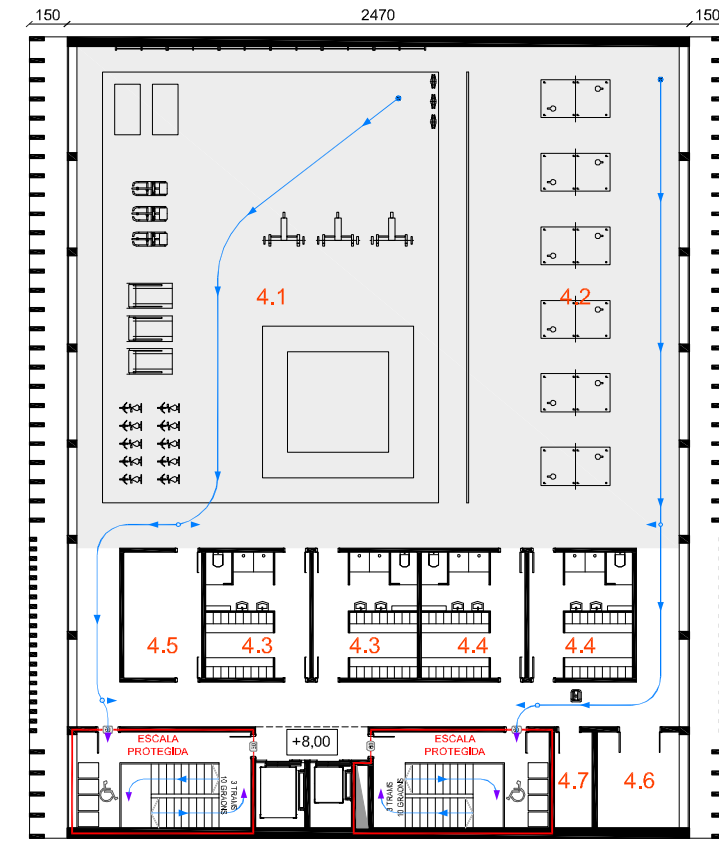 150 2470 150
4.1
4.2
4.5 4.3 4.3 4.4 4.4
ESCALA
PROTEGIDA
+8,00
ESCALA
PROTEGIDA
3 TRAMS
10 GRAONS
3 TRAMS
10 GRAONS
4.7 4.6